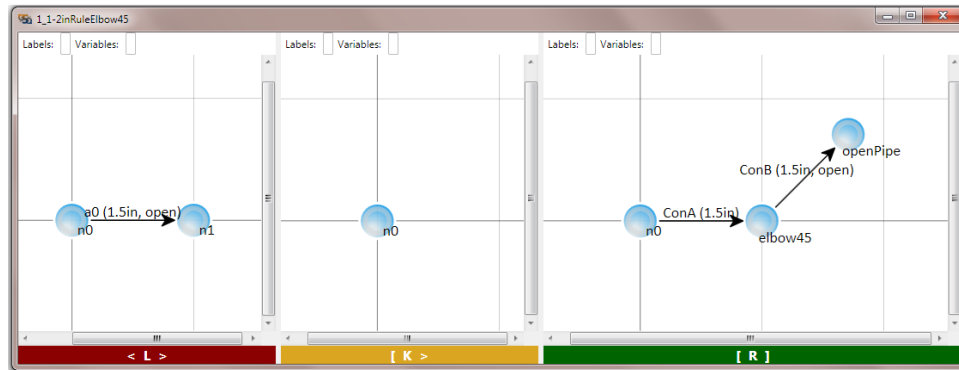 1_1-2inRuleElbow45
Labels: Variables:
Labels: Variables:
Labels: Variables:
a0 (1.5in, open)
n0
n1
n0
openPipe
ConB (1.5in, open)
ConA (1.5in)
n0
elbow45
< L >
[ K >
[ R ]